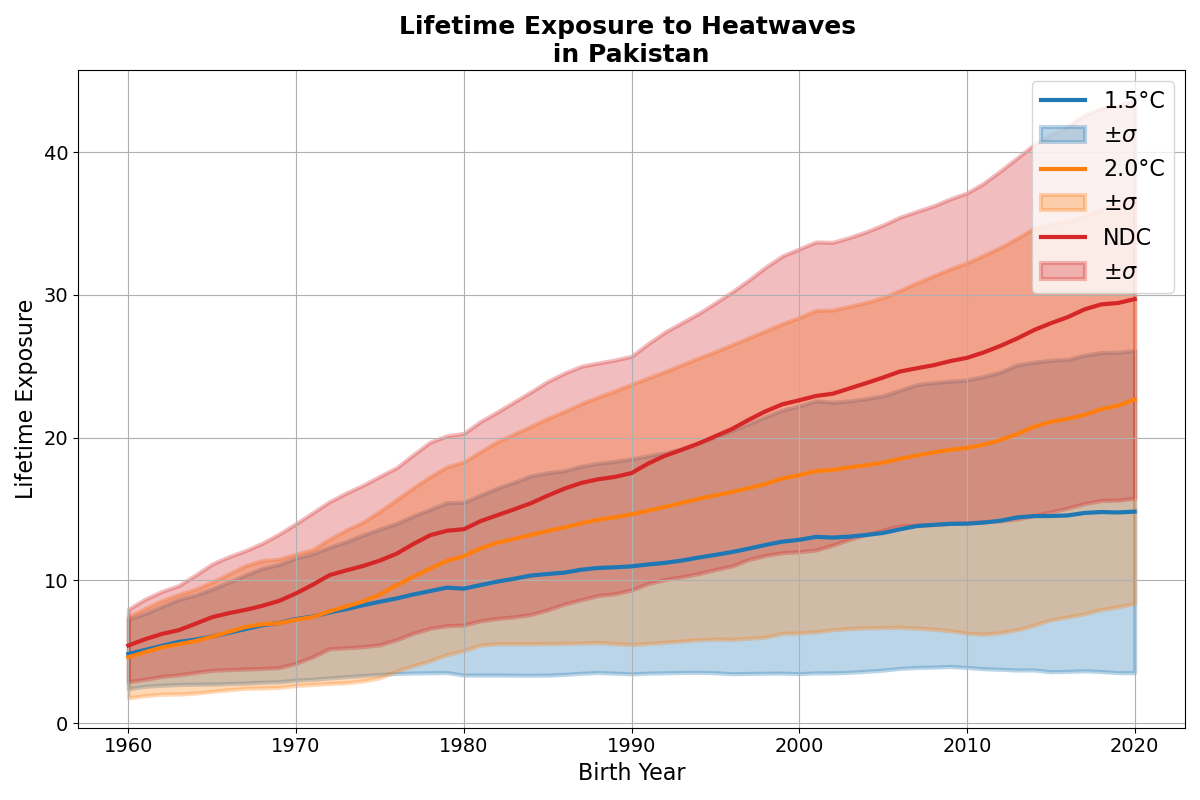 Lifetime Exposure to Heatwaves
in Pakistan
Lifetime Exposure
40
30
20
10
0
1960 1970 1980 1990 2000 2010 2020
Birth Year
1.5°C
±σ
2.0°C
±σ
NDC
±σ